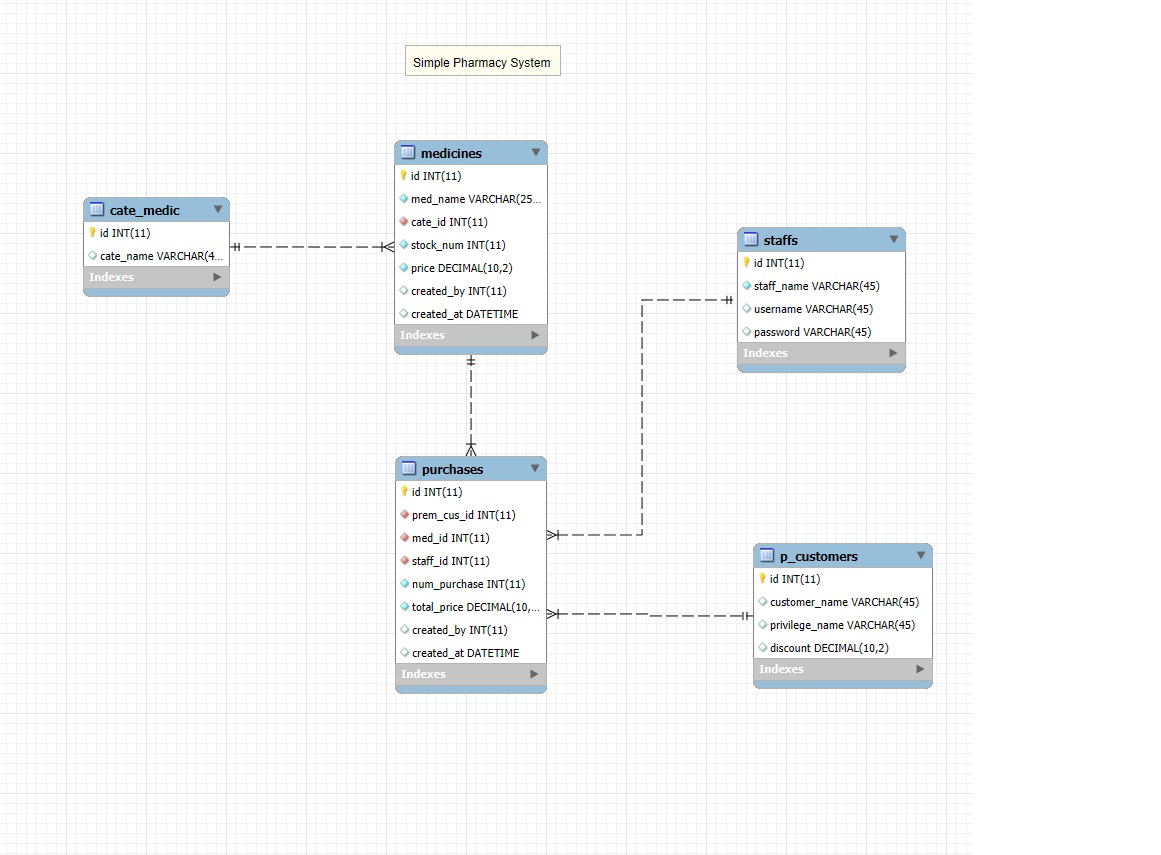 Simple Pharmacy System
medicines
id INT(11)
med_name VARCHAR(25...
cate_id INT(11)
stock_num INT(11)
price DECIMAL(10,2)
created_by INT(11)
created_at DATETIME
Indexes
cate_medic
id INT(11)
cate_name VARCHAR(4...
Indexes
staffs
id INT(11)
staff_name VARCHAR(45)
username VARCHAR(45)
password VARCHAR(45)
Indexes
purchases
id INT(11)
prem_cus_id INT(11)
med_id INT(11)
staff_id INT(11)
num_purchase INT(11)
total_price DECIMAL(10,...
created_by INT(11)
created_at DATETIME
Indexes
p_customers
id INT(11)
customer_name VARCHAR(45)
privilege_name VARCHAR(45)
discount DECIMAL(10,2)
Indexes